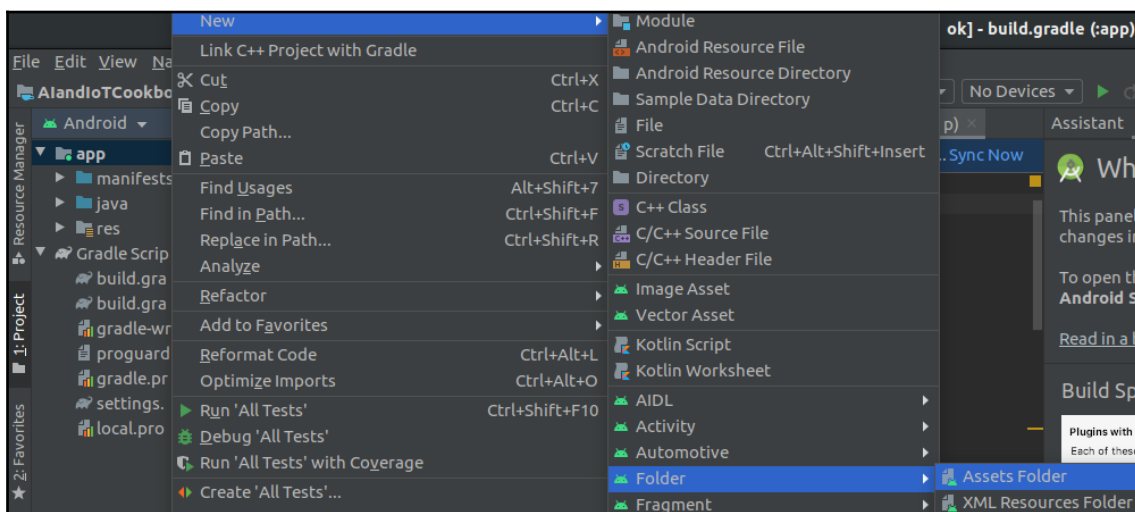 ok] - build.gradle (:app)
File Edit View Na
AIandIoTCookbo
No Devices
Android
p)
Assistant
app
manifests
java
res
Gradle Scrip
build.gra
build.gra
gradle-wr
proguard
gradle.pr
settings.
local.pro
Resource Manager
1: Project
2: Favorites
New
Link C++ Project with Gradle
Cut Ctrl+X
Copy Ctrl+C
Copy Path...
Paste Ctrl+V
Find Usages Alt+Shift+7
Find in Path... Ctrl+Shift+F
Replace in Path... Ctrl+Shift+R
Analyze
Refactor
Add to Favorites
Reformat Code Ctrl+Alt+L
Optimize Imports Ctrl+Alt+O
Run 'All Tests' Ctrl+Shift+F10
Debug 'All Tests'
Run 'All Tests' with Coverage
Create 'All Tests'...
Module
Android Resource File
Android Resource Directory
Sample Data Directory
File
Scratch File Ctrl+Alt+Shift+Insert
Directory
C++ Class
C/C++ Source File
C/C++ Header File
Image Asset
Vector Asset
Kotlin Script
Kotlin Worksheet
AIDL
Activity
Automotive
Folder
Fragment
Assets Folder
XML Resources Folder
.. Sync Now
Wh
This panel
changes in
To open th
Android S
Read in a
Build Sp
Plugins with
Each of these